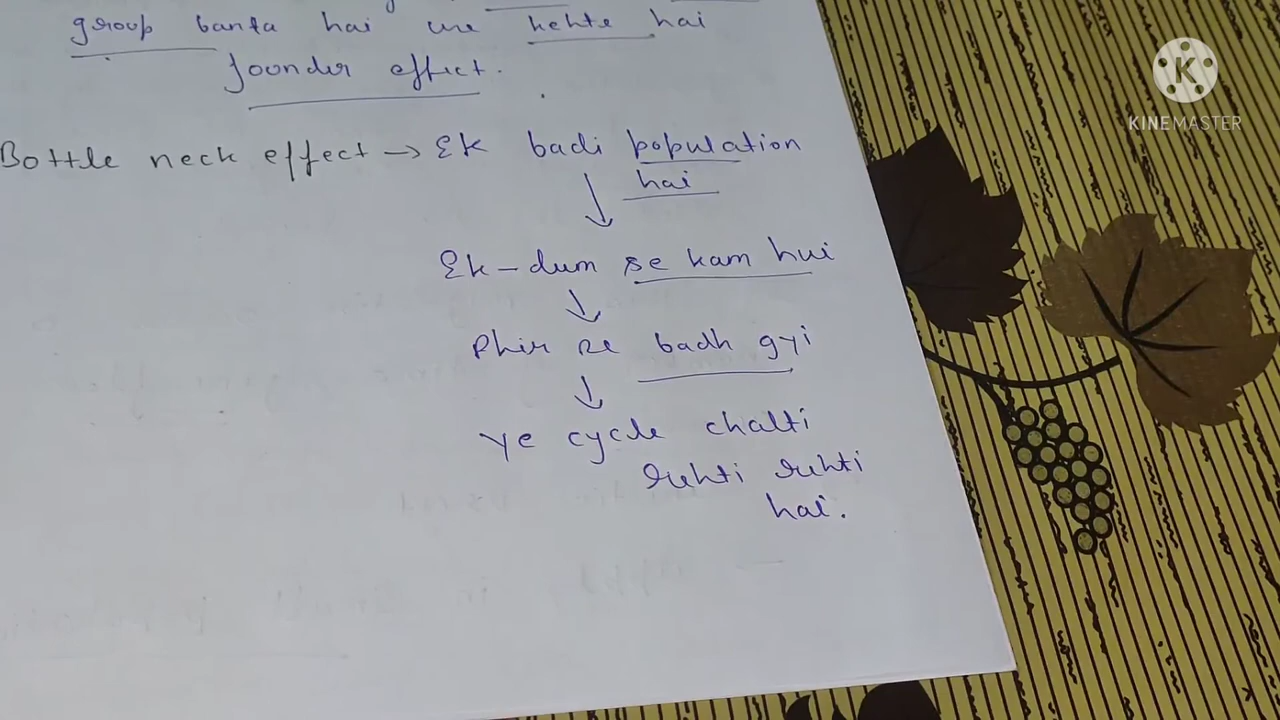 group banta hai use kehte hai
founder effect.
Bottle neck effect → Ek badi population
hai
↓
Ek-dum se kam hui
↓
Phir se badh gyi
↓
Ye cycle chalti
rehti rehti
hai.
K
KINEMASTER